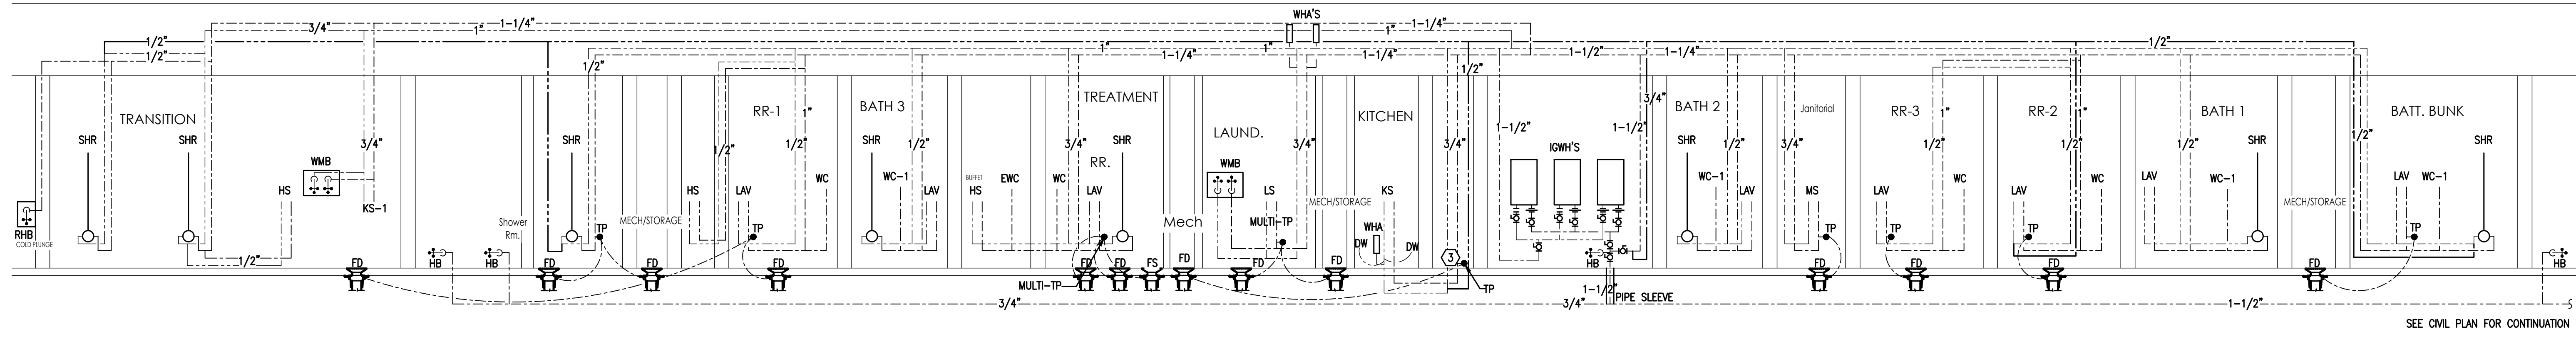 WHA'S
1-1/4"
1-1/4"
3/4"
1"
1"
1/2"
1"
1"
1-1/2"
1-1/4"
1/2"
1/2"
1/2"
1-1/4"
1-1/4"
1/2"
3/4"
TRANSITION
RR-1
1"
BATH 3
TREATMENT
LAUND.
KITCHEN
1-1/2"
1-1/2"
BATH 2
Janitorial
RR-3
1"
RR-2
1"
BATH 1
BATT. BUNK
SHR
SHR
3/4"
SHR
1/2"
1/2"
1/2"
3/4"
SHR
3/4"
3/4"
IGWH'S
SHR
1/2"
3/4"
1/2"
1/2"
1/2"
SHR
1/2"
SHR
WMB
RR.
WMB
HS
KS-1
HS
LAV
WC
WC-1
LAV
BUFFET
HS
EWC
WC
LAV
LS
MECH/STORAGE
KS
WC-1
LAV
MS
LAV
WC
LAV
WC
LAV
WC-1
LAV
WC-1
RHB
COLD PLUNGE
Shower
Rm.
MECH/STORAGE
TP
TP
Mech
MULTI-TP
WHA
DW
DW
TP
TP
TP
MECH/STORAGE
TP
1/2"
HB
HB
3
HB
HB
FD
FD
FD
FD
FD
FD
FS
FD
FD
FD
FD
FD
FD
FD
MULTI-TP
TP
1-1/2"
PIPE SLEEVE
3/4"
3/4"
1-1/2"
SEE CIVIL PLAN FOR CONTINUATION